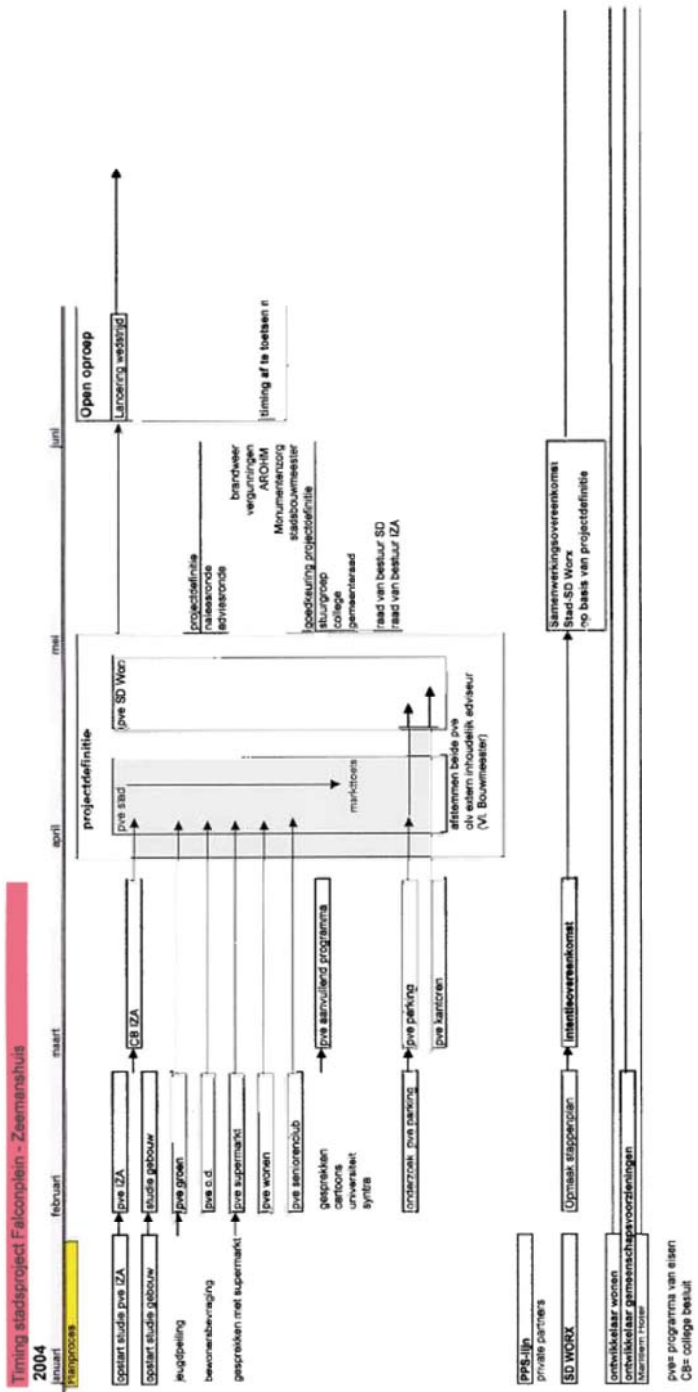 Timing stadsproject Falconplein - Zeemanshuis
2004
januari
februari
maart
april
mei
juni
Planproces
opstart studie pve IZA
pve IZA
CB IZA
opstart studie gebouw
studie gebouw
jeugdpeiling
pve groen
bewonersbevraging
pve c.d.
gesprekken met supermarkt
pve supermarkt
pve wonen
pve seniorenclub
gesprekken
cartoons
universiteit
syntra
pve aanvullend programma
onderzoek pve parking
pve parking
pve kantoren
projectdefinitie
pve stad
markttoets
pve SD Wor
afstemmen beide pve
olv extern inhoudelijk adviseur
(Vl. Bouwmeester)
projectdefinitie
naleesronde
adviesronde
brandweer
vergunningen
AROHM
Monumentenzorg
stadsbouwmeester
goedkeuring projectdefinitie
stuurgroep
college
gemeenteraad
raad van bestuur SD
raad van bestuur IZA
Open oproep
Lancering wedstrijd
timing af te toetsen n
PPS-lijn
private partners
SD WORX
Opmaak stappenplan
Intentieovereenkomst
Samenwerkingsovereenkomst
Stad-SD Worx
op basis van projectdefinitie
ontwikkelaar wonen
ontwikkelaar gemeenschapsvoorzieningen
Maritiem Hotel
pve= programma van eisen
CB= college besluit